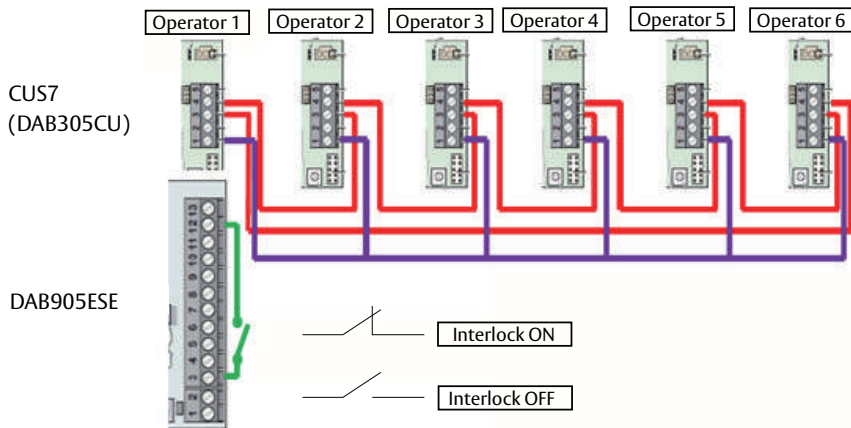 Operator 1 Operator 2 Operator 3 Operator 4 Operator 5 Operator 6
CUS7
(DAB305CU)
DAB905ESE
13
12
11
10
9
8
7
6
5
4
3
2
1
Interlock ON
Interlock OFF